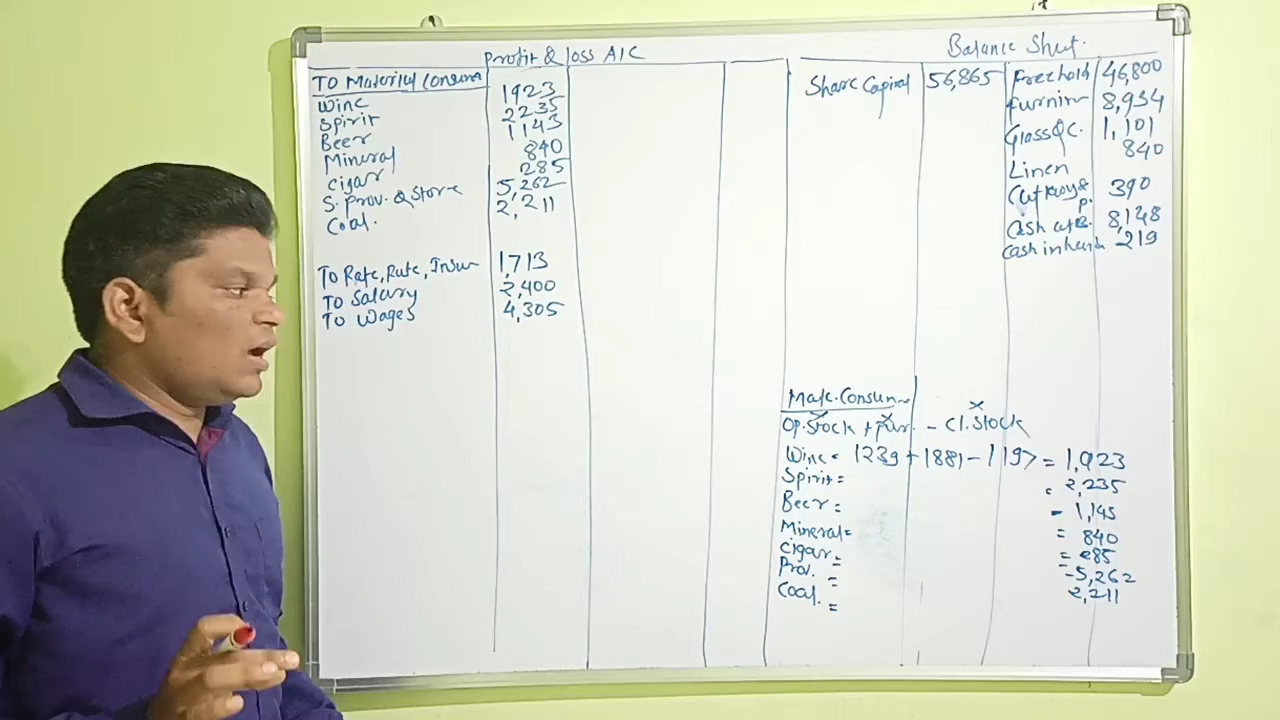 Profit & loss A/C
To Material Consum
Wine 1923
Spirit 2235
Beer 1143
Mineral 840
Cigar 285
S. Prov. & Store 5,262
Coal. 2,211
To Rate, Rate, Insur 1,713
To Salary 2,400
To Wages 4,305
Balance Sheet.
Share Capital 56,865 Freehold 46,800
Furnitur 8,934
Glass & C. 1,101
Linen 840
P. 390
Cash at B. 8,148
Cash in hand 219
Mate. Consum
Op. Stock + Pur. - Cl. Stock
Wine = 1239 + 1881 - 1197 = 1,923
Spirit = = 2,235
Beer = - 1,145
Mineral = = 840
Cigar = = 285
Prov. = - 5,262
Coal. = 2,211